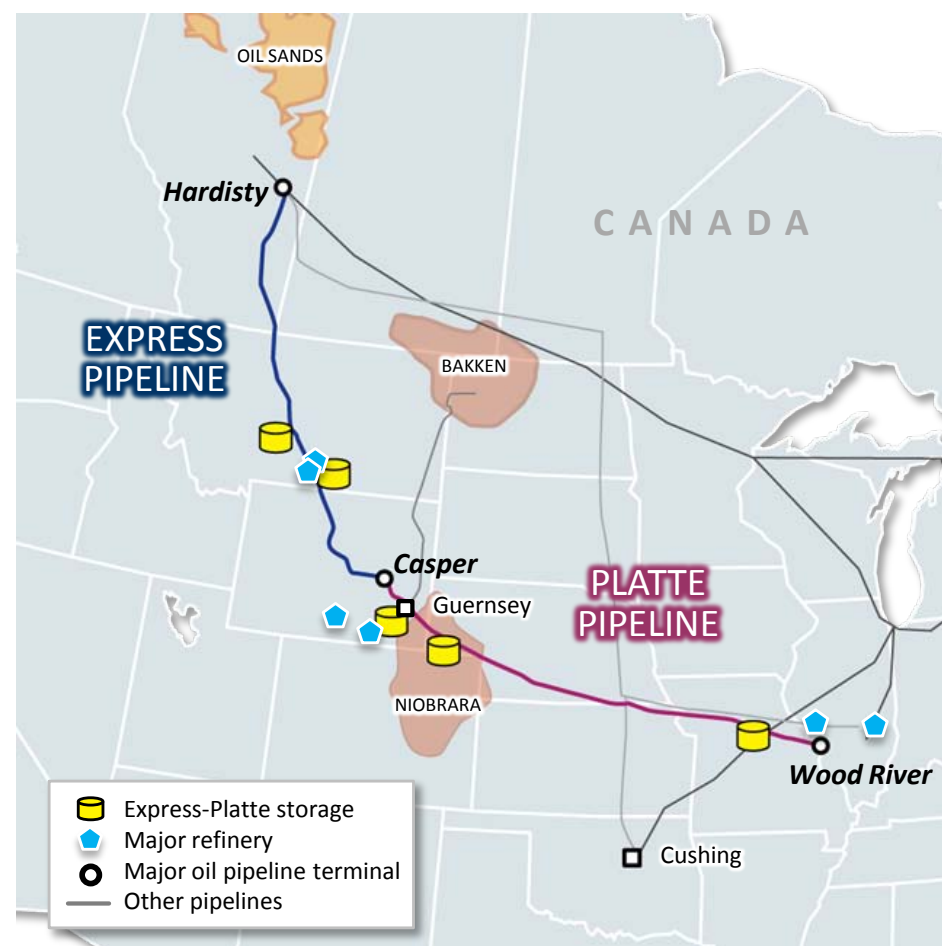 OIL SANDS
Hardisty
CANADA
EXPRESS
PIPELINE
BAKKEN
Casper
Guernsey
PLATTE
PIPELINE
NIOBRARA
Wood River
Cushing
Express-Platte storage
Major refinery
Major oil pipeline terminal
Other pipelines